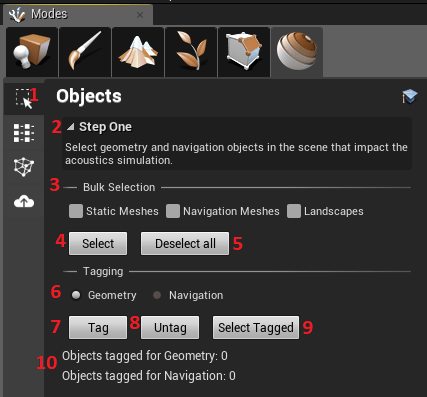 Modes
1 Objects
2 Step One
Select geometry and navigation objects in the scene that impact the
acoustics simulation.
3 Bulk Selection
Static Meshes Navigation Meshes Landscapes
4 Select Deselect all 5
Tagging
6 Geometry Navigation
7 Tag 8 Untag Select Tagged 9
10 Objects tagged for Geometry: 0
Objects tagged for Navigation: 0